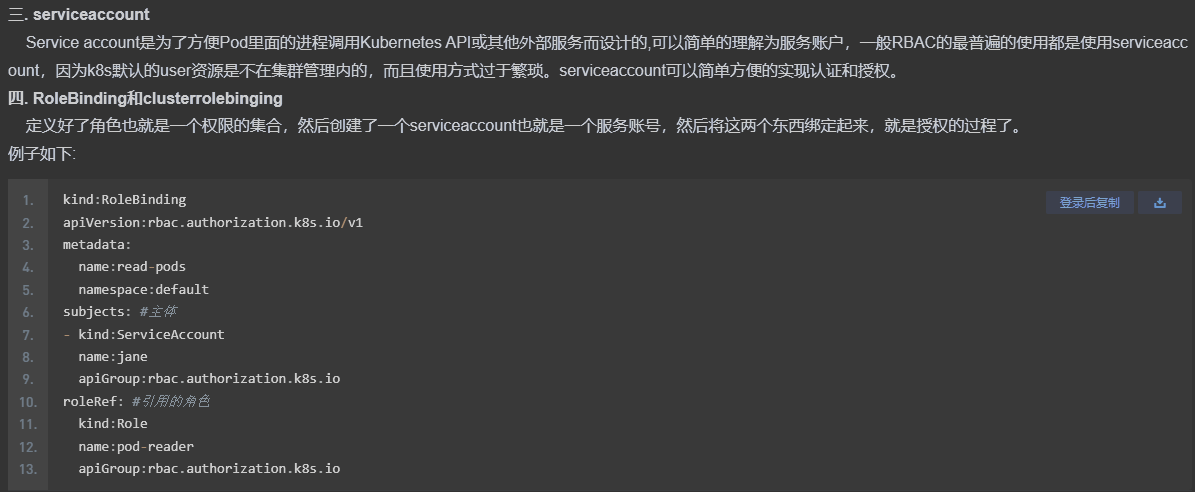 三. serviceaccount
Service account是为了方便Pod里面的进程调用Kubernetes API或其他外部服务而设计的,可以简单的理解为服务账户，一般RBAC的最普遍的使用都是使用serviceacc
ount，因为k8s默认的user资源是不在集群管理内的，而且使用方式过于繁琐。serviceaccount可以简单方便的实现认证和授权。
四. RoleBinding和clusterrolebinging
定义好了角色也就是一个权限的集合，然后创建了一个serviceaccount也就是一个服务账号，然后将这两个东西绑定起来，就是授权的过程了。
例子如下:
登录后复制
1. kind:RoleBinding
2. apiVersion:rbac.authorization.k8s.io/v1
3. metadata:
4.   name:read-pods
5.   namespace:default
6. subjects: #主体
7. - kind:ServiceAccount
8.   name:jane
9.   apiGroup:rbac.authorization.k8s.io
10. roleRef: #引用的角色
11.   kind:Role
12.   name:pod-reader
13.   apiGroup:rbac.authorization.k8s.io